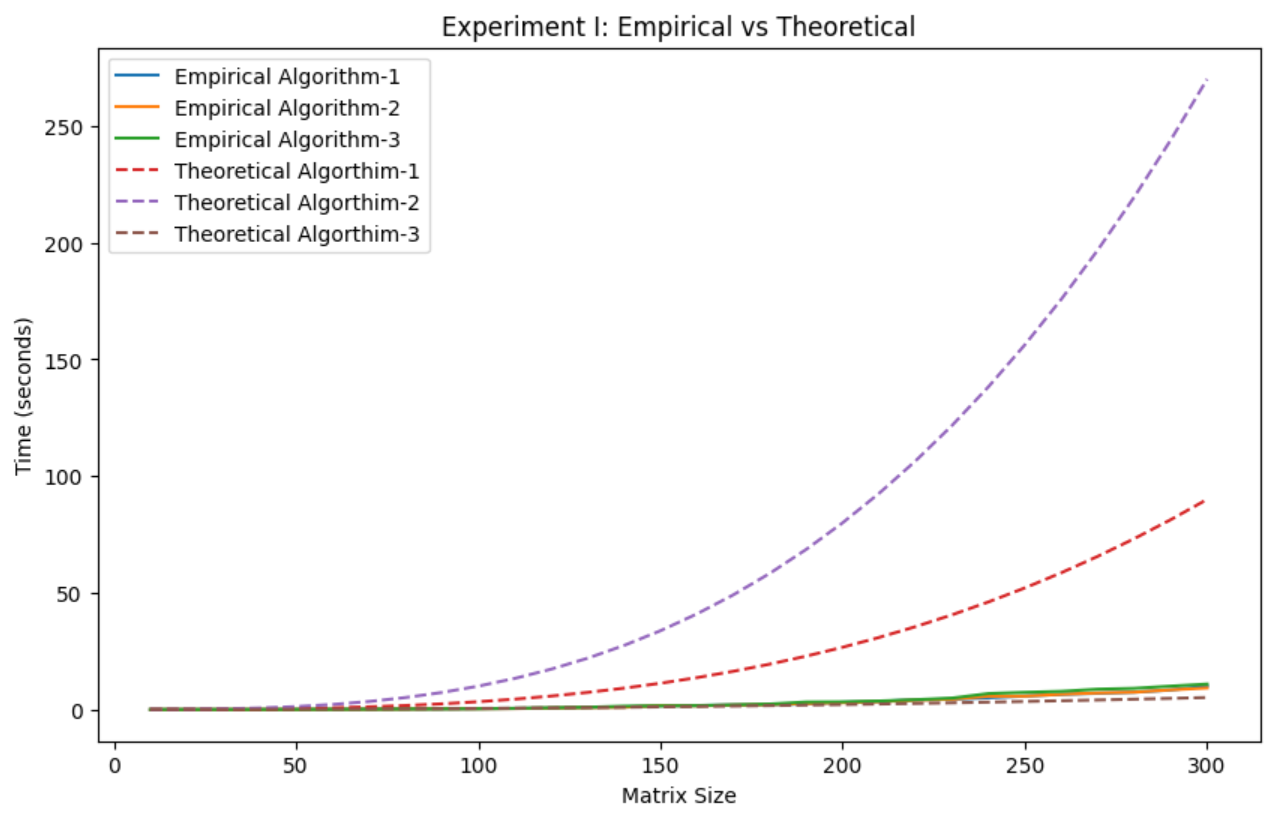 Experiment I: Empirical vs Theoretical
Empirical Algorithm-1
Empirical Algorithm-2
Empirical Algorithm-3
Theoretical Algorthim-1
Theoretical Algorthim-2
Theoretical Algorthim-3
Time (seconds)
250
200
150
100
50
0
0 50 100 150 200 250 300
Matrix Size